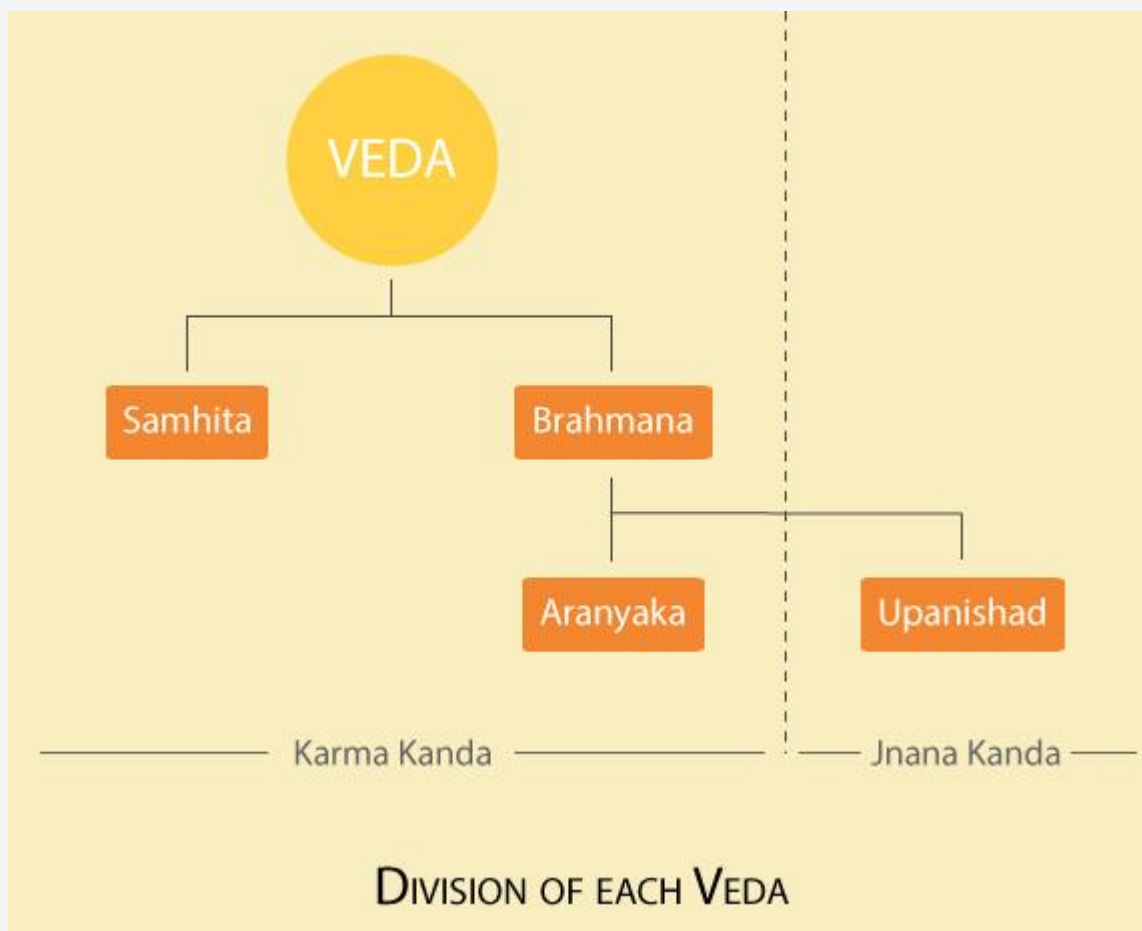 VEDA
Samhita
Brahmana
Aranyaka
Upanishad
Karma Kanda
Jnana Kanda
DIVISION OF EACH VEDA